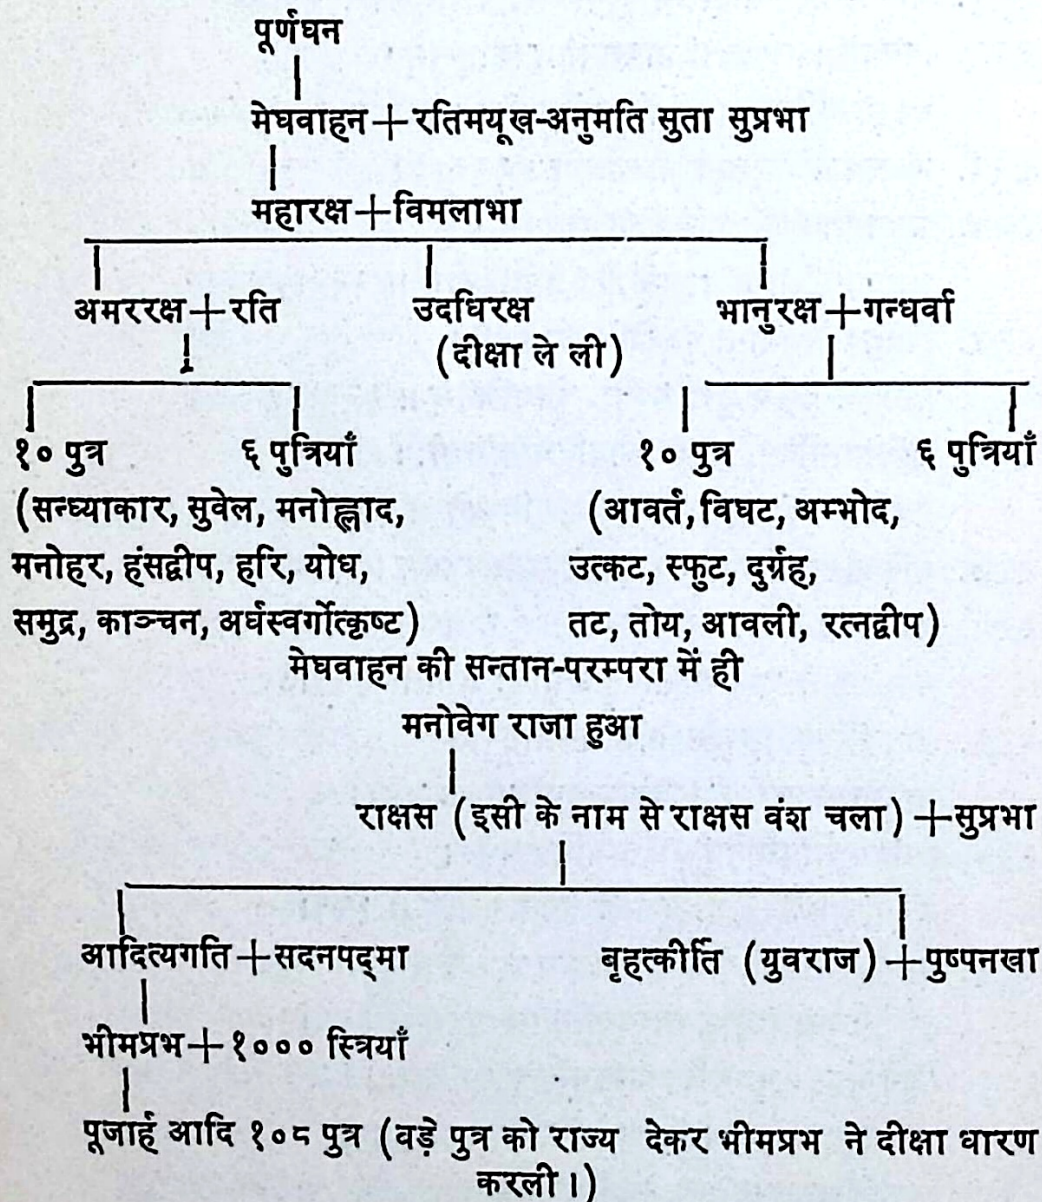 पूर्णघन
मेघवाहन+रतिमयूख-अनुमति सुता सुप्रभा
महारक्ष+विमलाभा
अमररक्ष+रति उदधिरक्ष भानुरक्ष+गन्धर्वा
(दीक्षा ले ली)
१० पुत्र ६ पुत्रियाँ १० पुत्र ६ पुत्रियाँ
(सन्ध्याकार, सुवेल, मनोह्लाद, (आवर्त, विघट, अम्भोद,
मनोहर, हंसद्वीप, हरि, योध, उत्कट, स्फुट, दुर्ग्रह,
समुद्र, काञ्चन, अर्धस्वर्गोत्कृष्ट) तट, तोय, आवली, रत्नद्वीप)
मेघवाहन की सन्तान-परम्परा में ही
मनोवेग राजा हुआ
राक्षस (इसी के नाम से राक्षस वंश चला) +सुप्रभा
आदित्यगति+सदनपद्मा बृहत्कीर्ति (युवराज) +पुष्पनखा
भीमप्रभ+१००० स्त्रियाँ
पूजार्ह आदि १०८ पुत्र (वड़े पुत्र को राज्य देकर भीमप्रभ ने दीक्षा धारण
करली।)